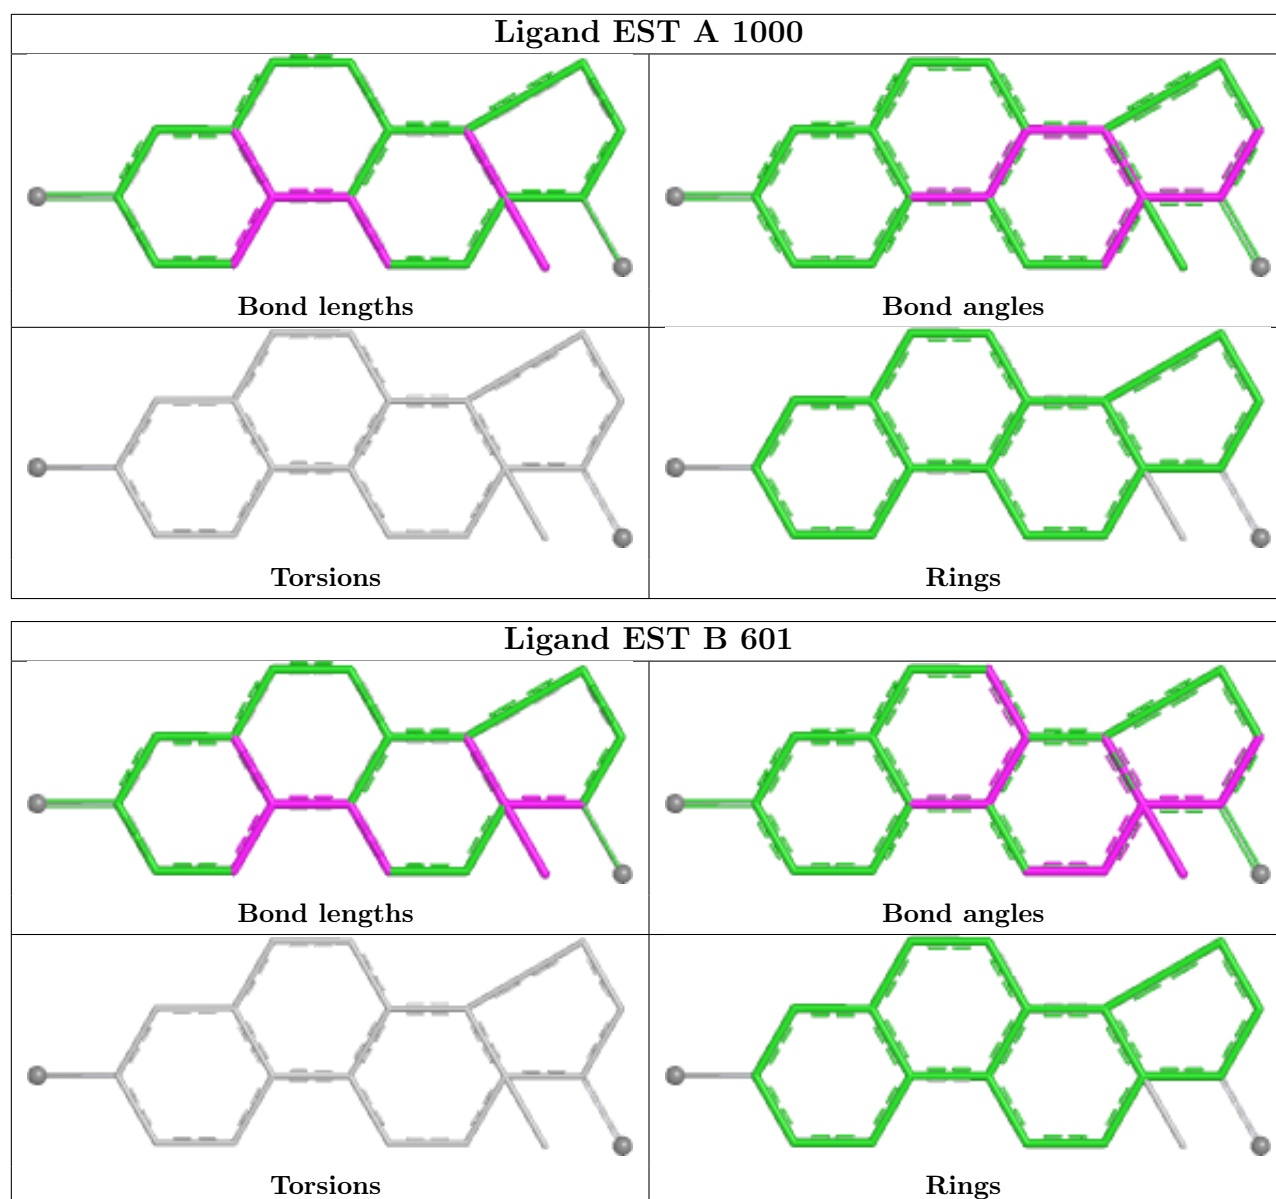 Ligand EST A 1000
Bond lengths
Bond angles
Torsions
Rings
Ligand EST B 601
Bond lengths
Bond angles
Torsions
Rings